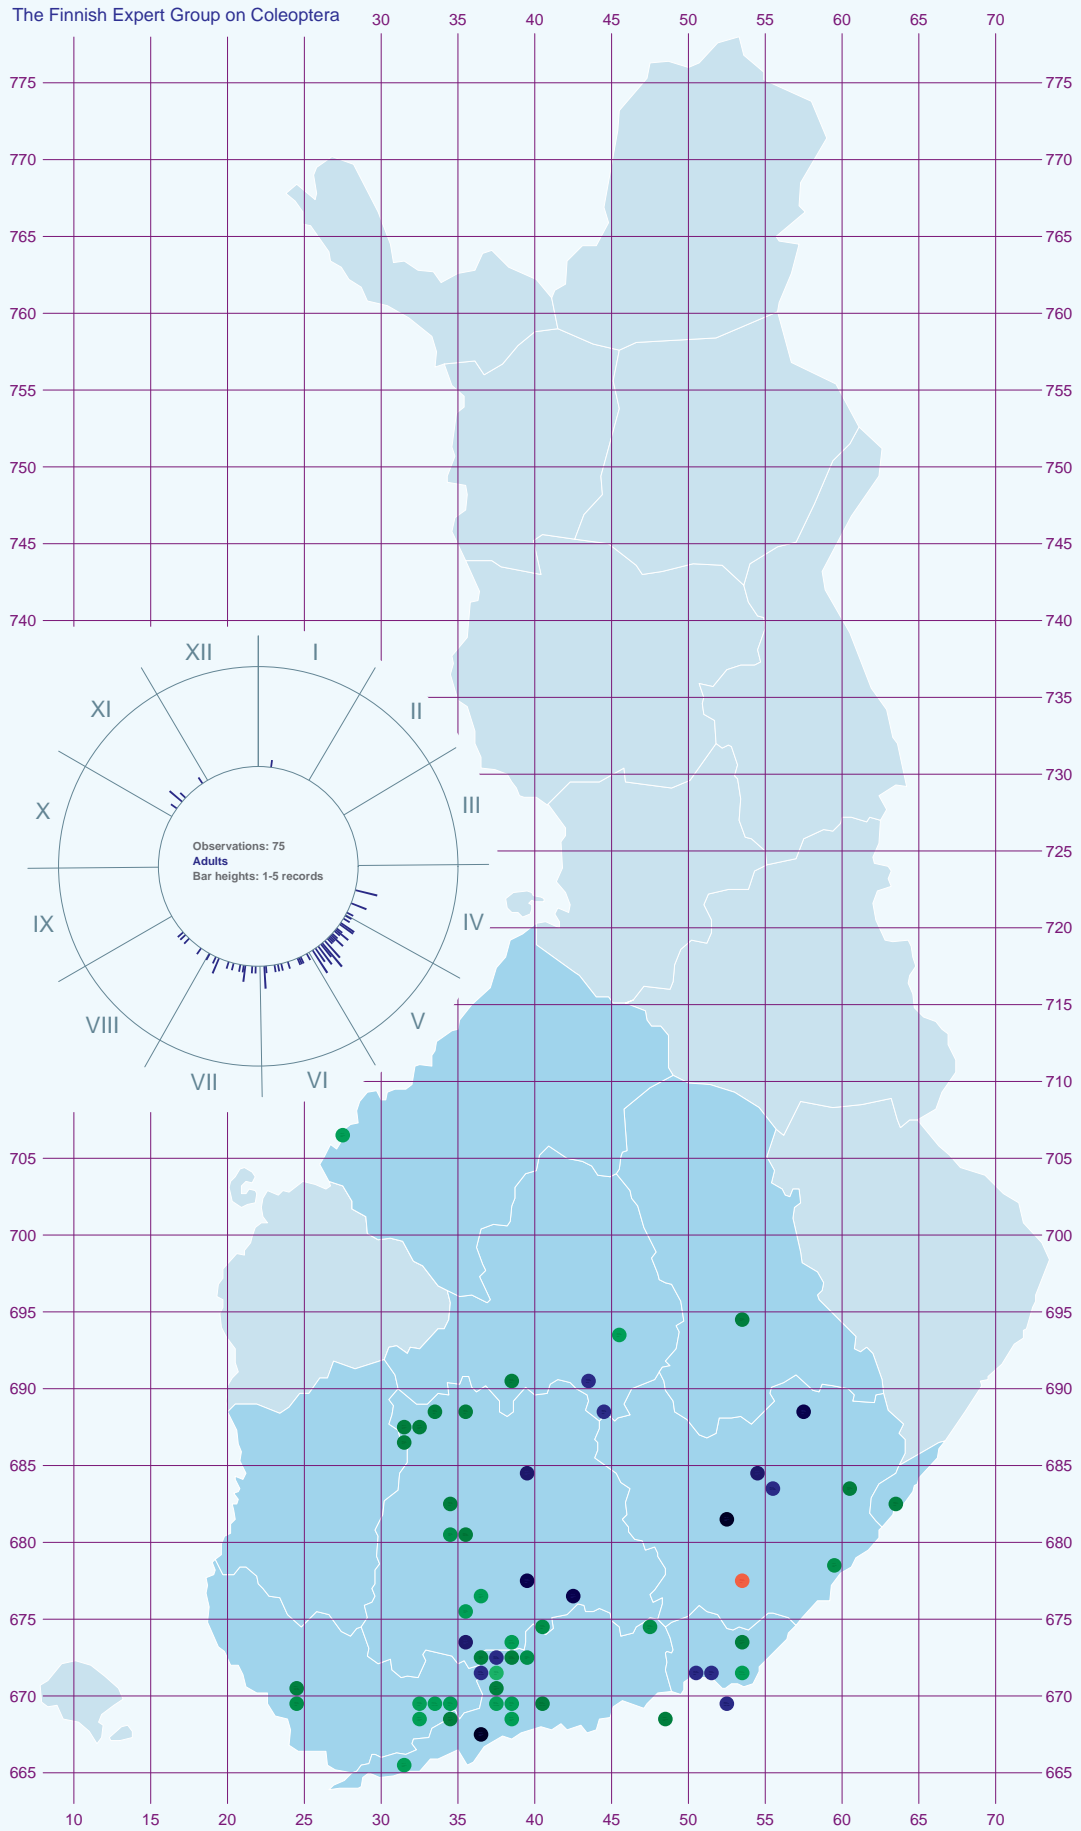 The Finnish Expert Group on Coleoptera
30 35 40 45 50 55 60 65 70
775 775
770 770
765 765
760 760
755 755
750 750
745 745
740 740
XII I
735
XI II
730
X III
725
Observations: 75
Adults
Bar heights: 1-5 records
IX IV
720
715
VIII V
VII VI
710
705 705
700 700
695 695
690 690
685 685
680 680
675 675
670 670
665 665
10 15 20 25 30 35 40 45 50 55 60 65 70